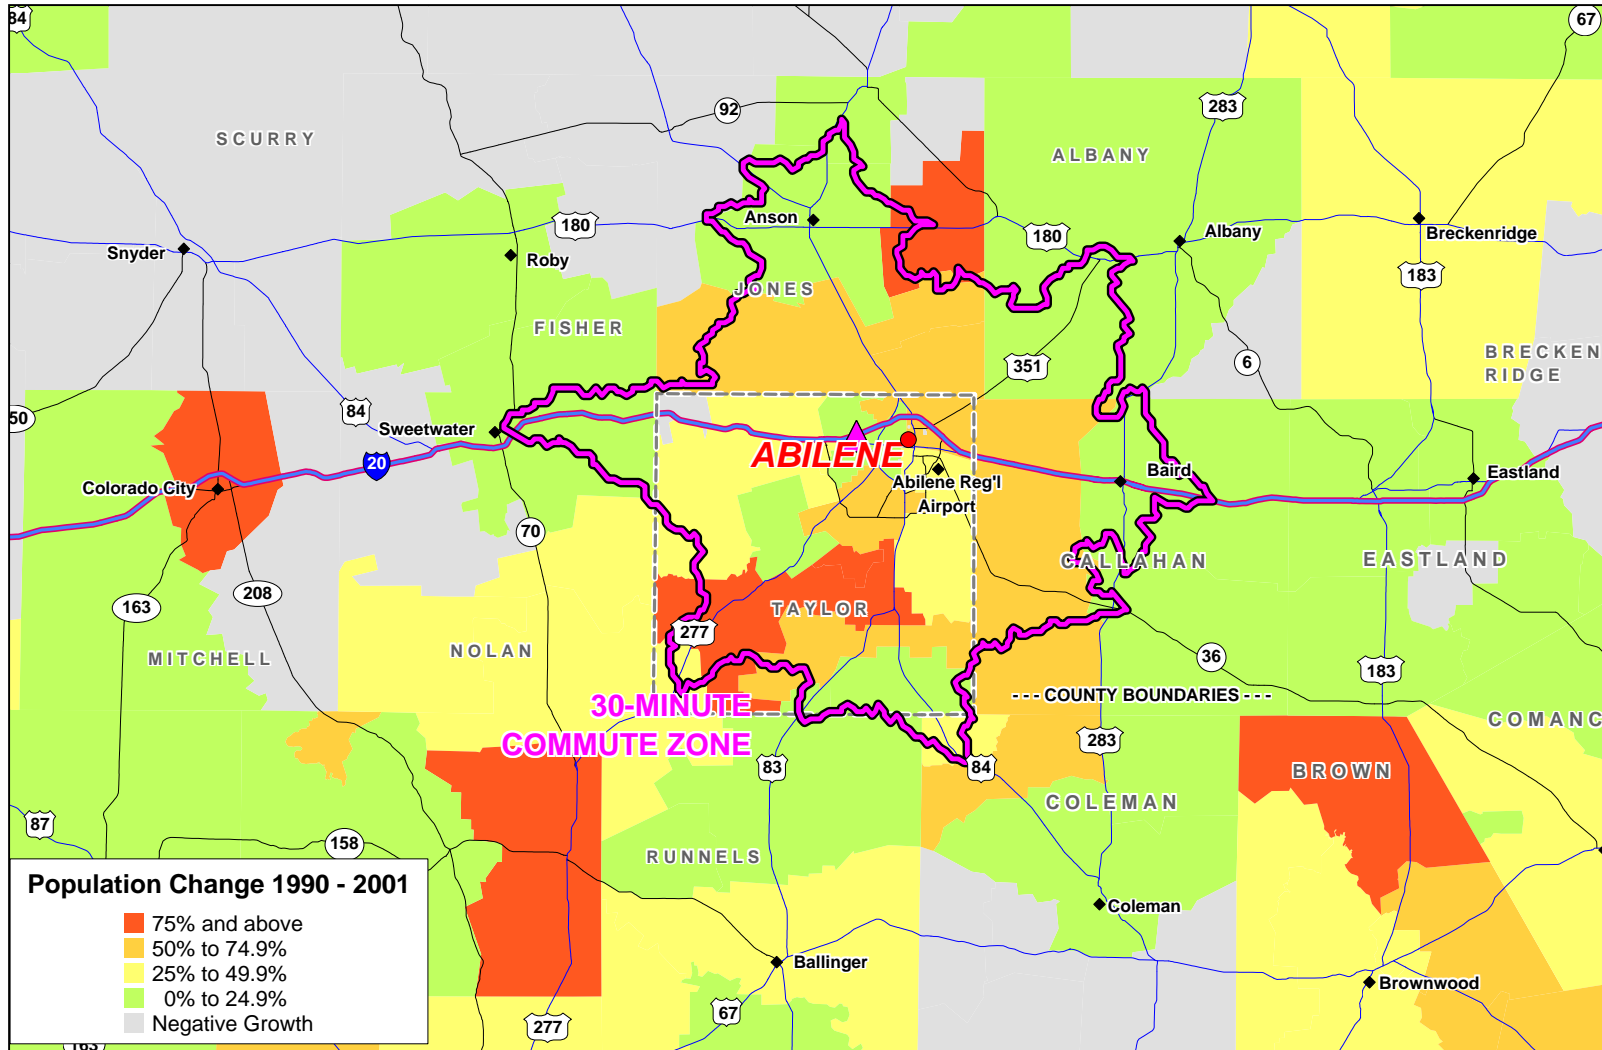 84
67
92
283
SCURRY
ALBANY
Anson
180
180
Albany
Breckenridge
Snyder
Roby
183
JONES
FISHER
6
BRECKEN
RIDGE
351
50
84
Sweetwater
20
ABILENE
Baird
Eastland
Colorado City
Abilene Reg'l
Airport
70
CALLAHAN
EASTLAND
163
208
TAYLOR
277
NOLAN
MITCHELL
36
183
--- COUNTY BOUNDARIES ---
30-MINUTE
COMMUTE ZONE
COMANC
283
83
84
BROWN
COLEMAN
87
158
RUNNELS
Population Change 1990 - 2001
75% and above
50% to 74.9%
25% to 49.9%
0% to 24.9%
Negative Growth
Coleman
Ballinger
Brownwood
67
277
163